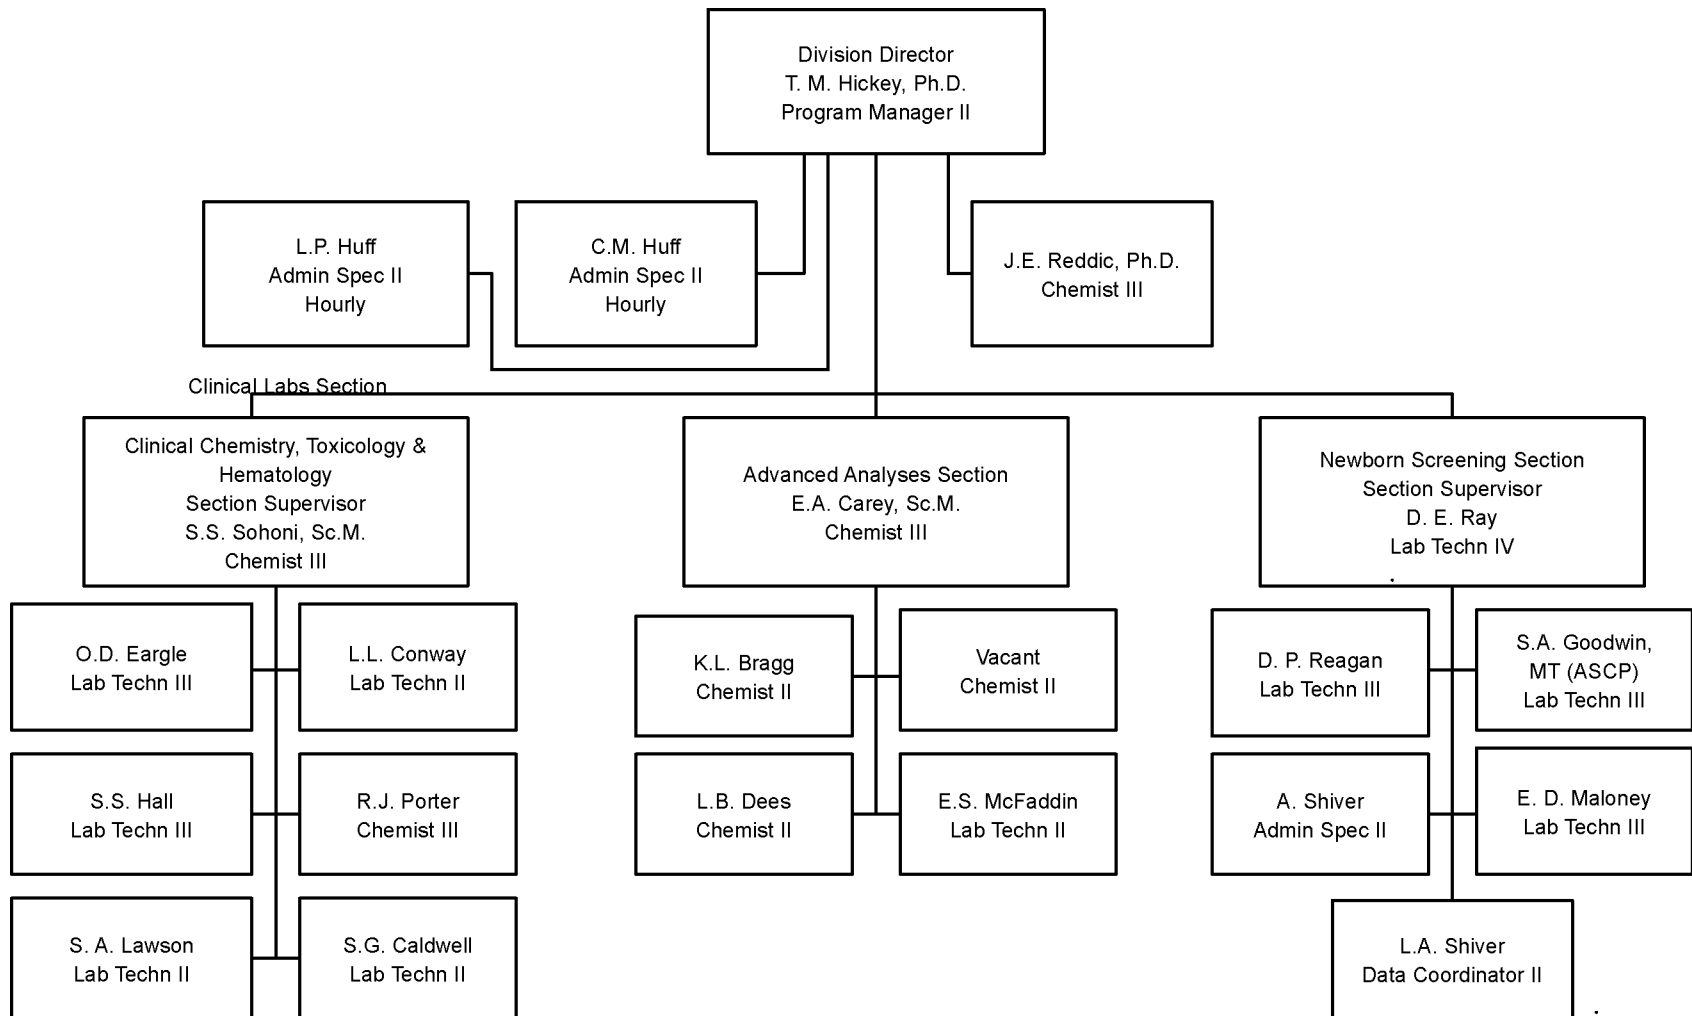 Division Director
T. M. Hickey, Ph.D.
Program Manager II
L.P. Huff
Admin Spec II
Hourly
C.M. Huff
Admin Spec II
Hourly
J.E. Reddic, Ph.D.
Chemist III
Clinical Labs Section
Clinical Chemistry, Toxicology &
Hematology
Section Supervisor
S.S. Sohoni, Sc.M.
Chemist III
Advanced Analyses Section
E.A. Carey, Sc.M.
Chemist III
Newborn Screening Section
Section Supervisor
D. E. Ray
Lab Techn IV
O.D. Eargle
Lab Techn III
L.L. Conway
Lab Techn II
K.L. Bragg
Chemist II
Vacant
Chemist II
D. P. Reagan
Lab Techn III
S.A. Goodwin,
MT (ASCP)
Lab Techn III
S.S. Hall
Lab Techn III
R.J. Porter
Chemist III
L.B. Dees
Chemist II
E.S. McFaddin
Lab Techn II
A. Shiver
Admin Spec II
E. D. Maloney
Lab Techn III
S. A. Lawson
Lab Techn II
S.G. Caldwell
Lab Techn II
L.A. Shiver
Data Coordinator II